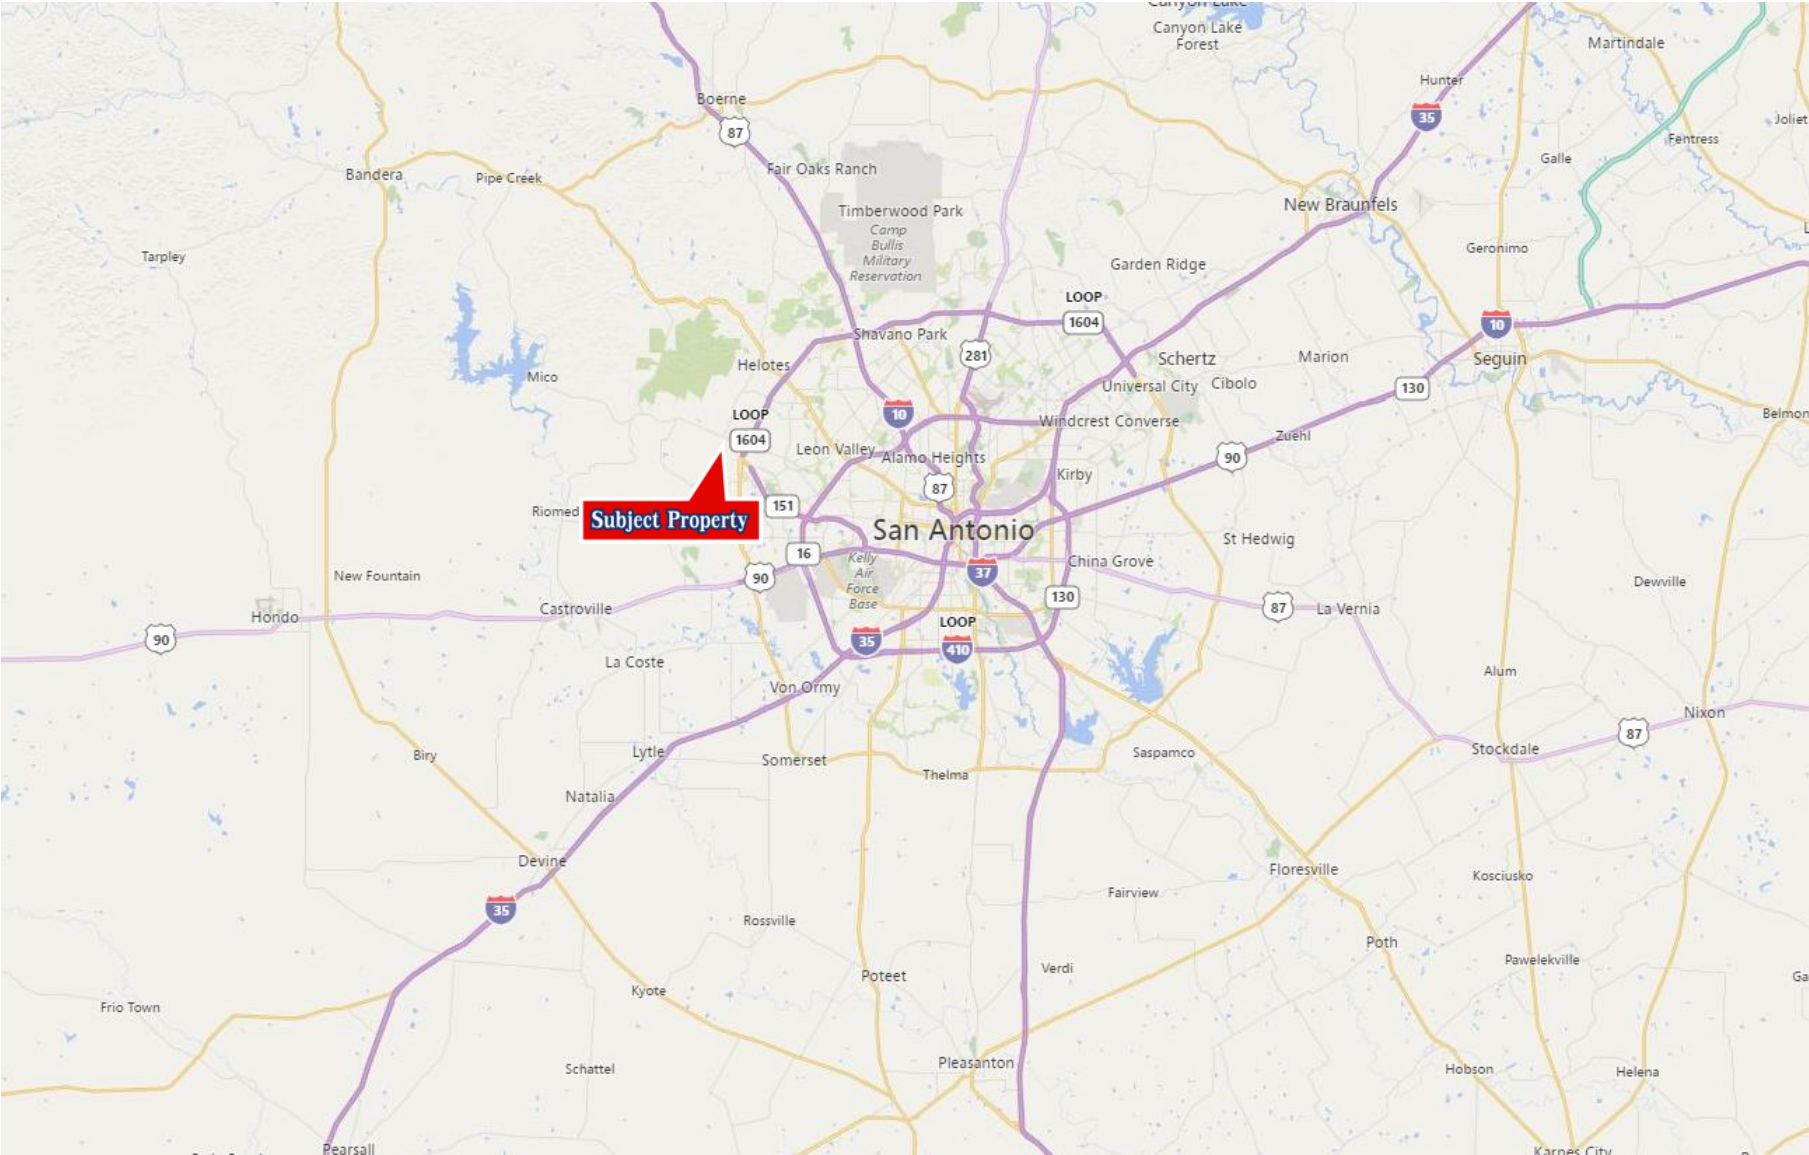 Canyon Lake
Canyon Lake
Forest
Martindale
Hunter
35
Boerne
87
Joliet
Fentress
Galle
Fair Oaks Ranch
Bandera
Pipe Creek
New Braunfels
Timberwood Park
Camp
Bullis
Military
Reservation
Geronimo
Tarpley
Garden Ridge
LOOP
1604
10
Shavano Park
281
Schertz
Marion
Seguin
Helotes
Mico
Universal City
Cibolo
130
LOOP
1604
10
Windcrest
Converse
Belmon
Zuehl
Leon Valley
Alamo Heights
90
Kirby
87
151
Riomed
Subject Property
San Antonio
St Hedwig
16
Kelly
Air
Force
Base
China Grove
37
90
New Fountain
Dewville
130
87
La Vernia
Castroville
Hondo
LOOP
410
90
35
La Coste
Alum
Von Ormy
Nixon
87
Stockdale
Lytle
Biry
Somerset
Saspamco
Thelma
Natalia
Devine
Floresville
Kosciusko
Fairview
35
Rossville
Poth
Pawelekville
Verdi
Poteet
Ga
Kyote
Frio Town
Pleasanton
Schattel
Hobson
Helena
Pearsall
Karnes City